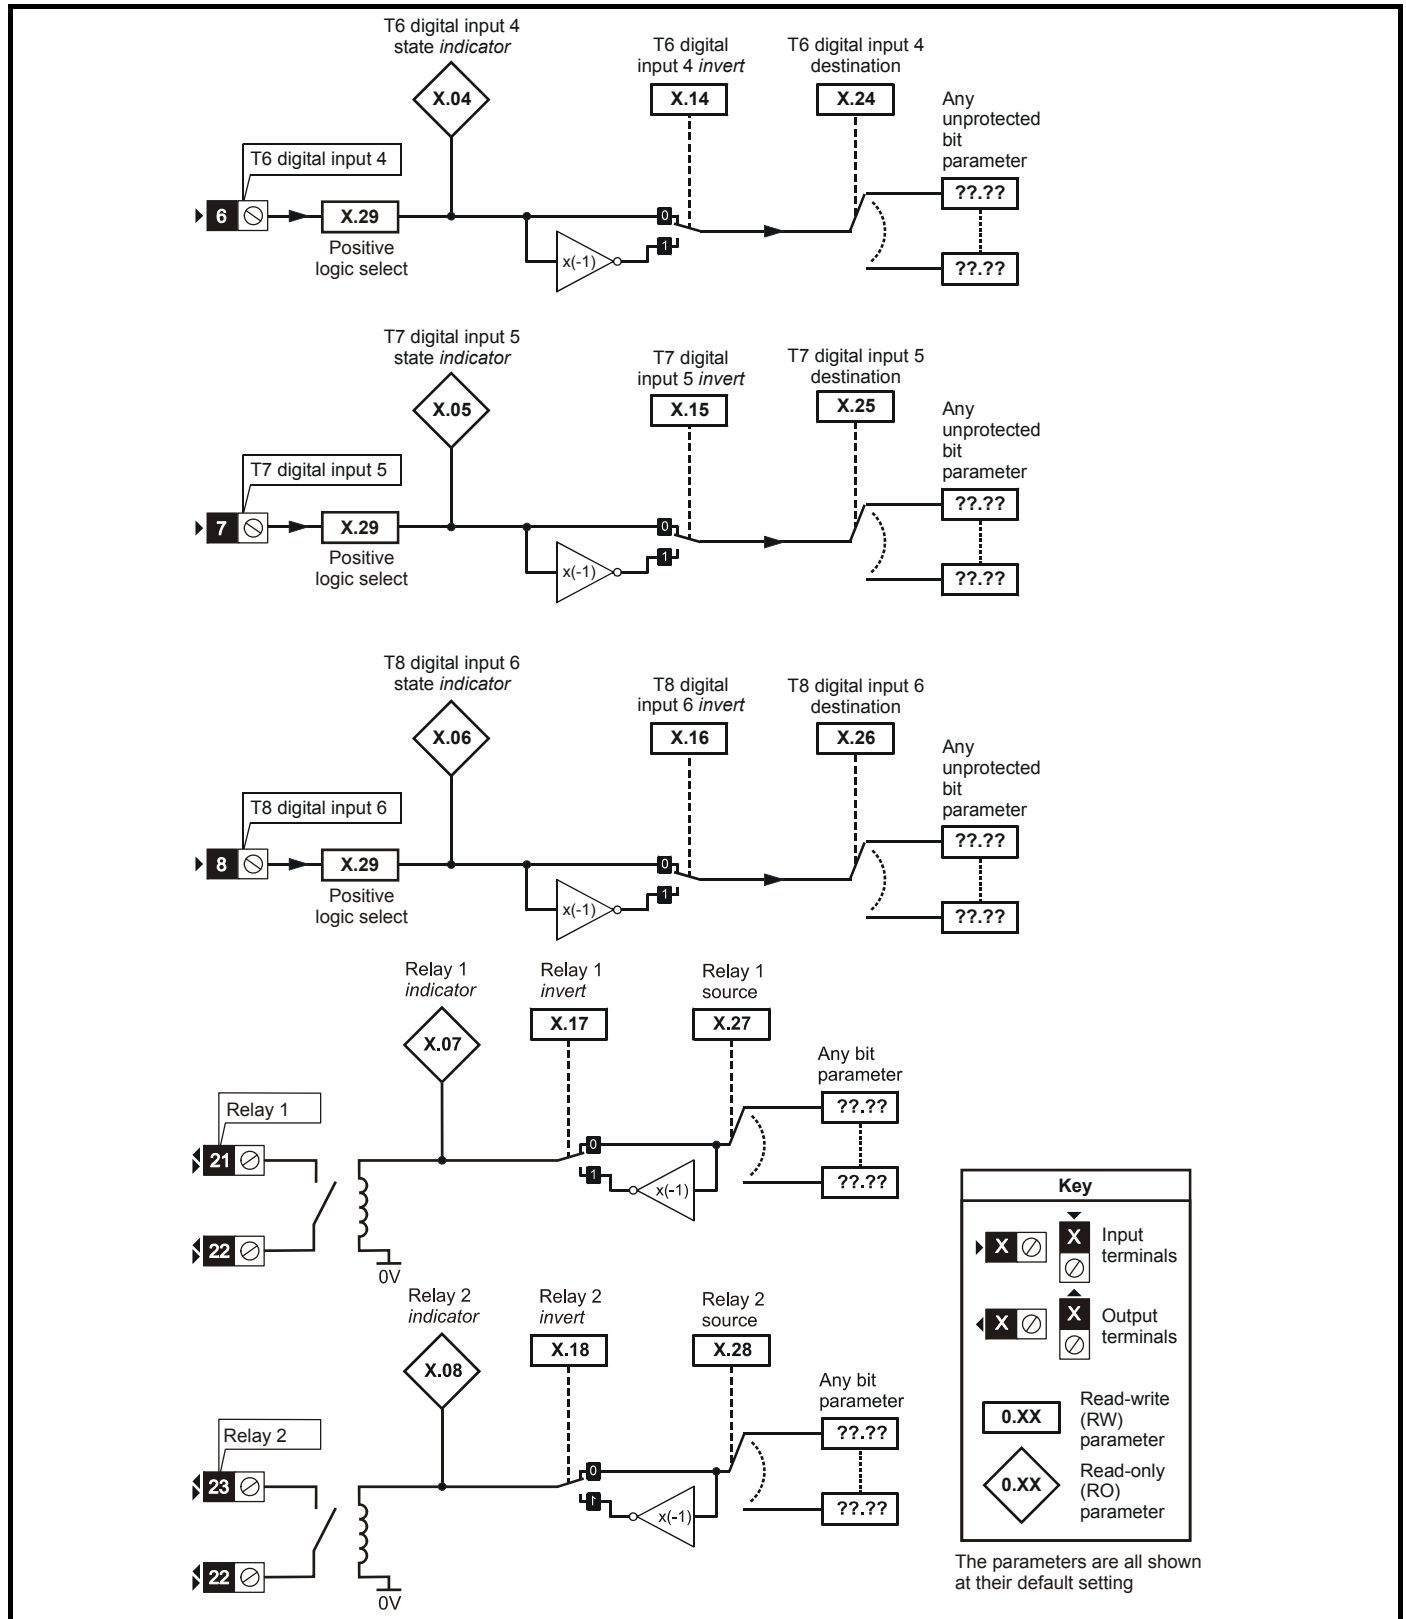 T6 digital input 4
state indicator
T6 digital
input 4 invert
T6 digital input 4
destination
X.04
X.14
X.24
Any
unprotected
bit
parameter
T6 digital input 4
??.??
6
X.29
0
1
Positive
logic select
x(-1)
??.??
T7 digital input 5
state indicator
T7 digital
input 5 invert
T7 digital input 5
destination
X.05
X.15
X.25
Any
unprotected
bit
parameter
T7 digital input 5
??.??
7
X.29
0
1
Positive
logic select
x(-1)
??.??
T8 digital input 6
state indicator
T8 digital
input 6 invert
T8 digital input 6
destination
X.06
X.16
X.26
Any
unprotected
bit
parameter
T8 digital input 6
??.??
8
X.29
0
1
Positive
logic select
x(-1)
??.??
Relay 1
indicator
Relay 1
invert
Relay 1
source
X.07
X.17
X.27
Any bit
parameter
??.??
Relay 1
21
0
1
x(-1)
??.??
22
0V
Relay 2
indicator
Relay 2
invert
Relay 2
source
X.08
X.18
X.28
Any bit
parameter
??.??
Relay 2
23
0
1
x(-1)
??.??
22
0V
Key
X
X
Input
terminals
X
X
Output
terminals
0.XX
Read-write
(RW)
parameter
0.XX
Read-only
(RO)
parameter
The parameters are all shown
at their default setting